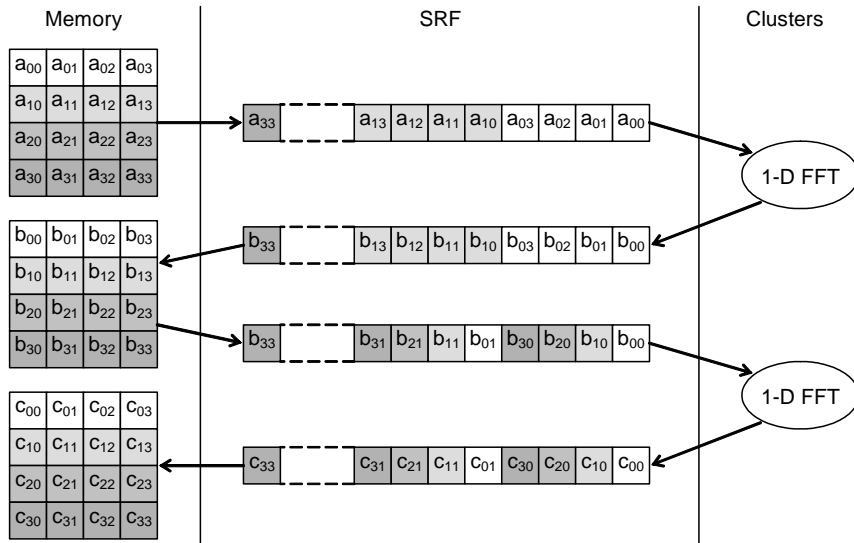 Memory SRF Clusters
a00 a01 a02 a03
a10 a11 a12 a13
a20 a21 a22 a23
a30 a31 a32 a33
a33 a13 a12 a11 a10 a03 a02 a01 a00
1-D FFT
b00 b01 b02 b03
b10 b11 b12 b13
b20 b21 b22 b23
b30 b31 b32 b33
b33 b13 b12 b11 b10 b03 b02 b01 b00
b33 b31 b21 b11 b01 b30 b20 b10 b00
1-D FFT
c00 c01 c02 c03
c10 c11 c12 c13
c20 c21 c22 c23
c30 c31 c32 c33
c33 c31 c21 c11 c01 c30 c20 c10 c00